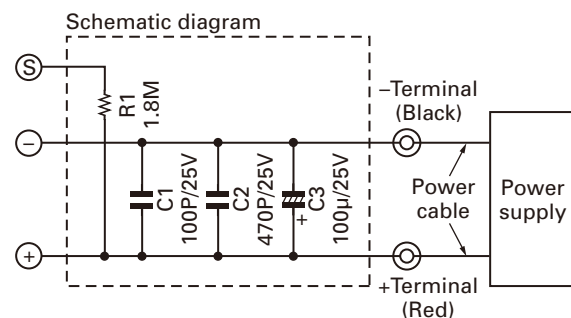 Schematic diagram
S
R1
1.8M
−Terminal
(Black)
−
C1
100P/25V
C2
470P/25V
+
C3
100µ/25V
Power
cable
Power
supply
+
+Terminal
(Red)